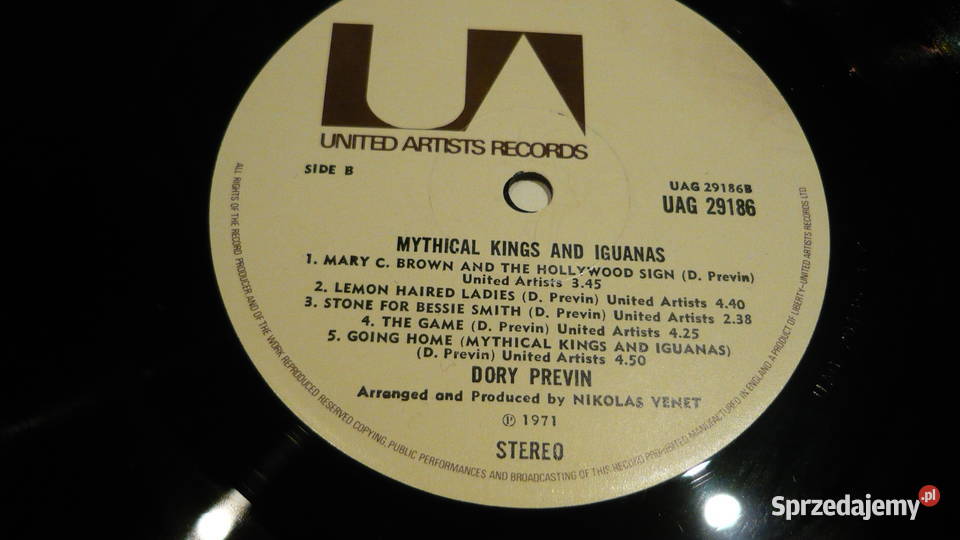 UA
UNITED ARTISTS RECORDS
SIDE B
UAG 29186B
UAG 29186
MYTHICAL KINGS AND IGUANAS
1. MARY C. BROWN AND THE HOLLYWOOD SIGN (D. Previn)
United Artists 3.45
2. LEMON HAIRED LADIES (D. Previn) United Artists 4.40
3. STONE FOR BESSIE SMITH (D. Previn) United Artists 2.38
4. THE GAME (D. Previn) United Artists 4.25
5. GOING HOME (MYTHICAL KINGS AND IGUANAS)
(D. Previn) United Artists 4.50
DORY PREVIN
Arranged and Produced by NIKOLAS VENET
℗ 1971
STEREO
ALL RIGHTS OF THE RECORD PRODUCER AND OF THE WORK REPRODUCED RESERVED COPYING, PUBLIC PERFORMANCES AND BROADCASTING OF THIS RECORD PROHIBITED MANUFACTURED IN ENGLAND A PRODUCT OF LIBERTY-UNITED ARTISTS RECORDS LTD.
Sprzedajemy.pl